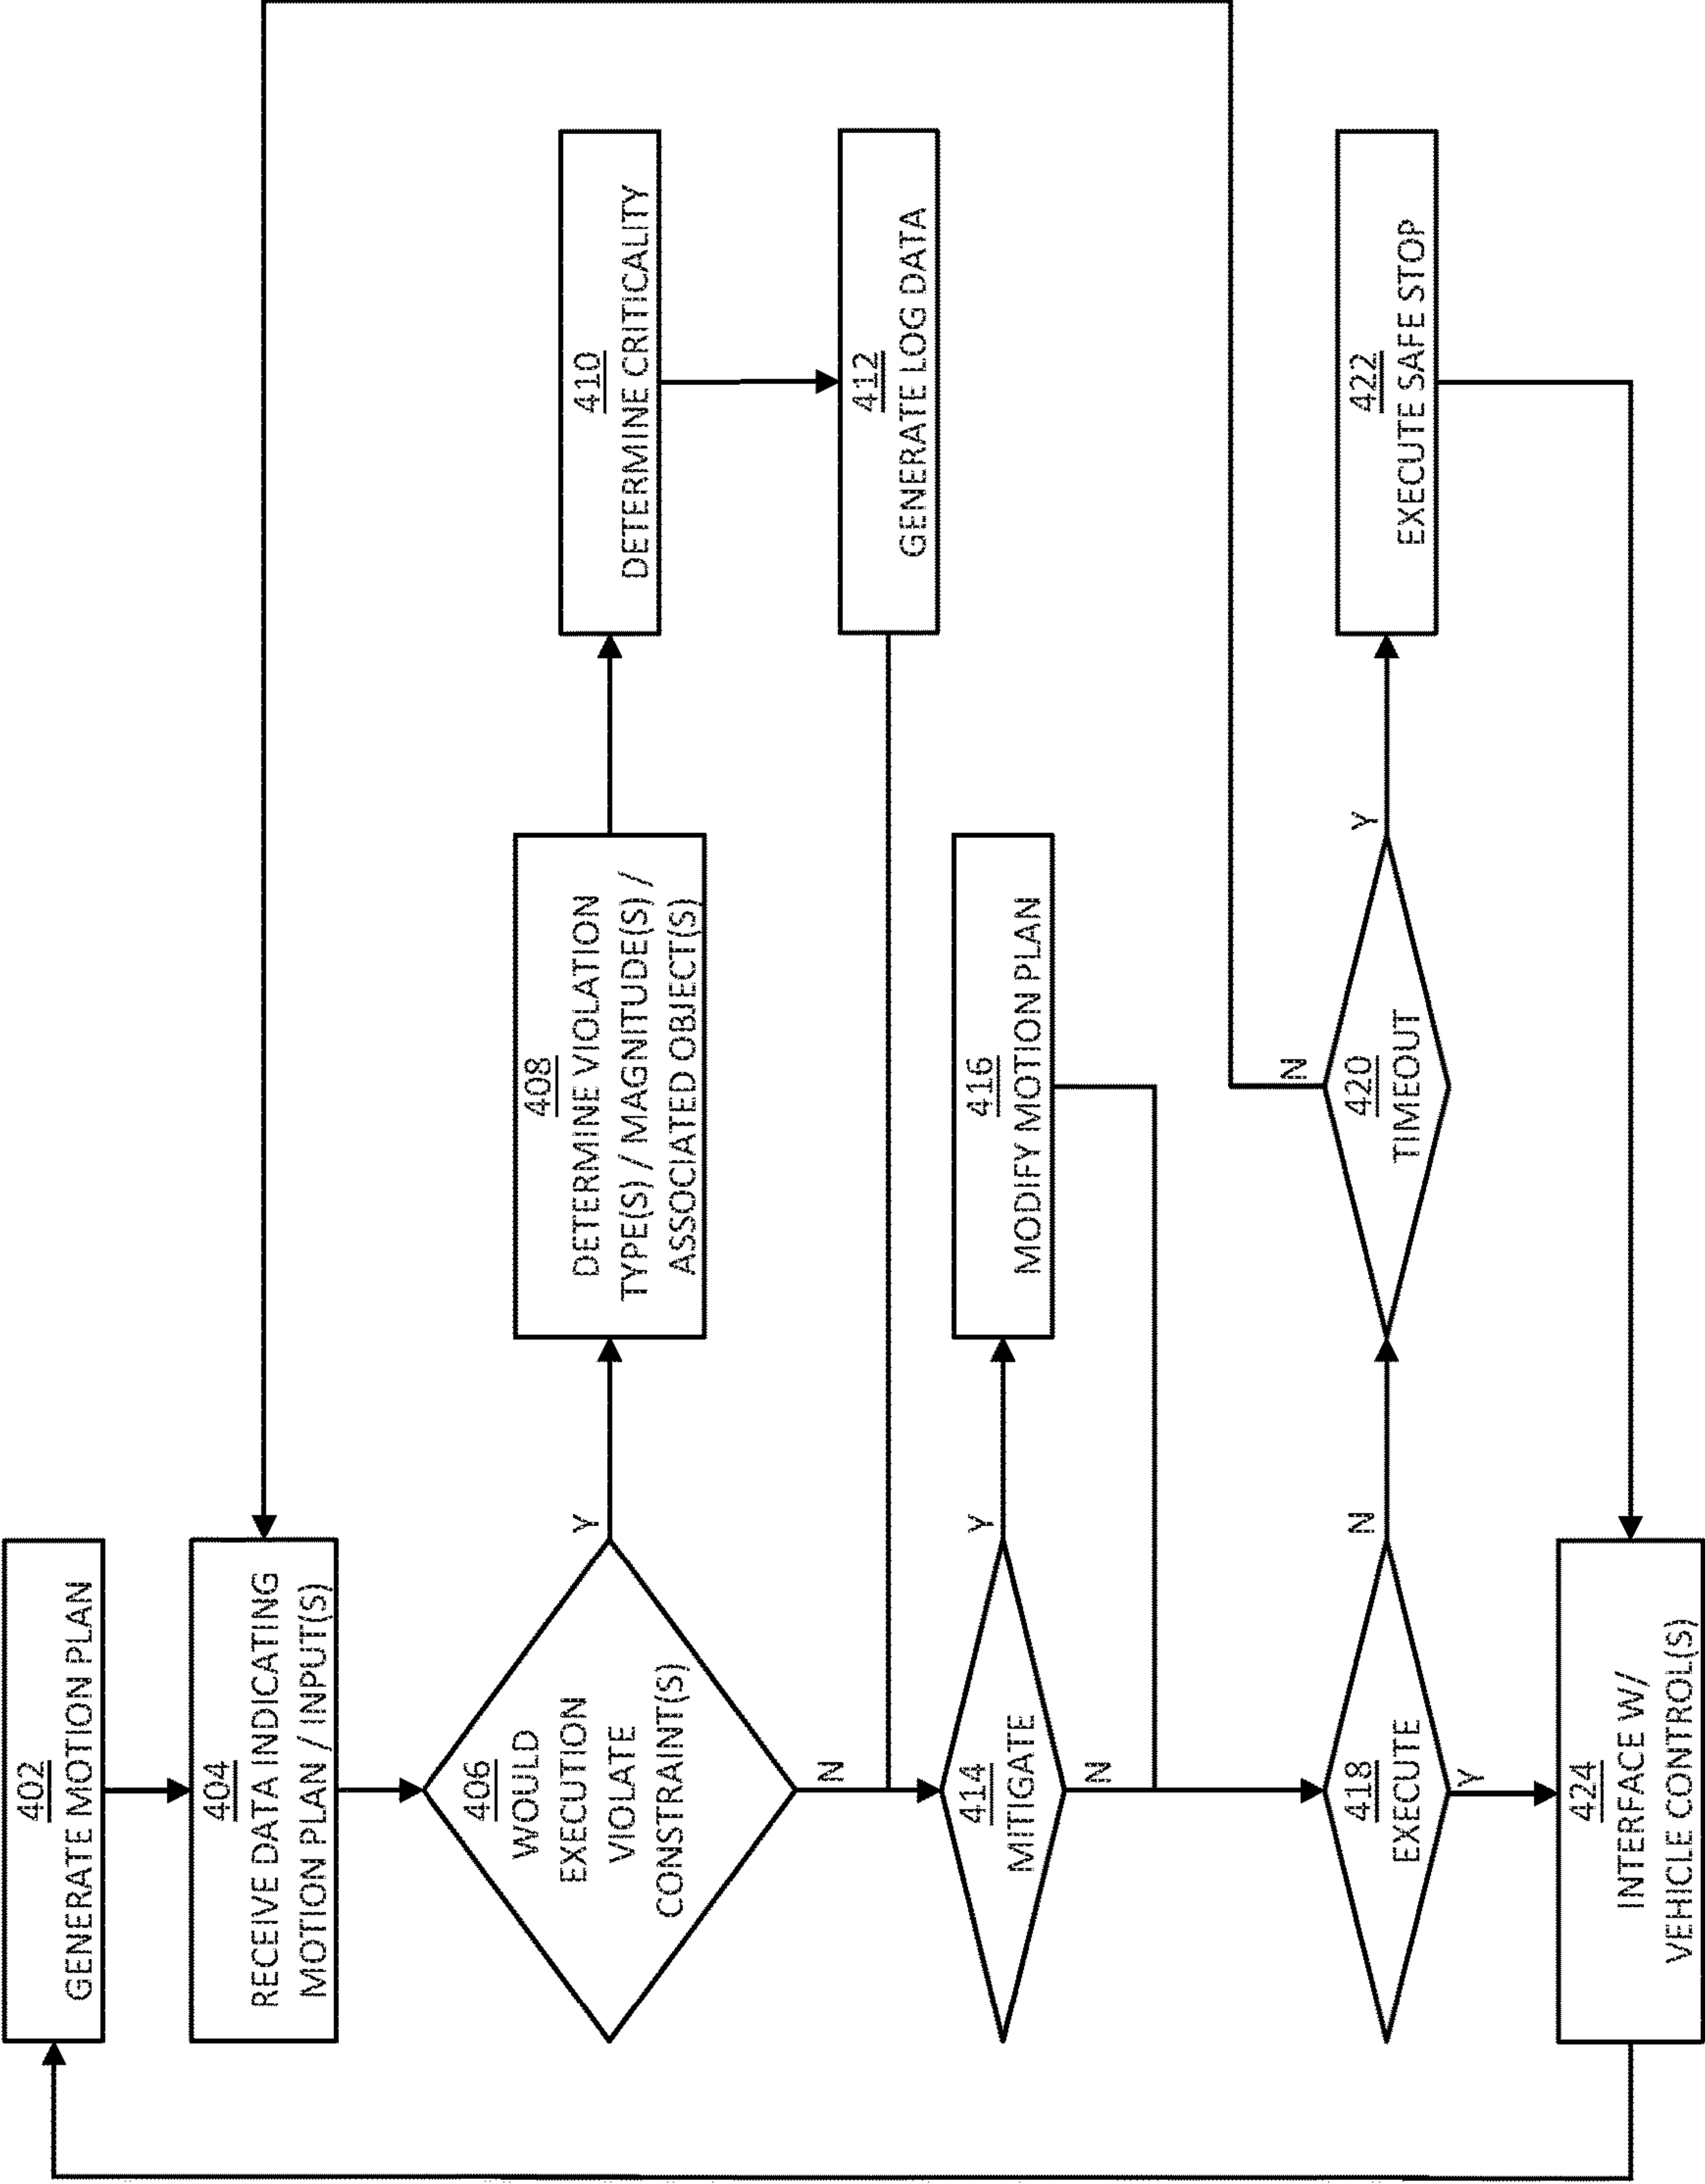 402
GENERATE MOTION PLAN
404
RECEIVE DATA INDICATING
MOTION PLAN / INPUT(S)
406
WOULD
EXECUTION
VIOLATE
CONSTRAINT(S)
Y
N
408
DETERMINE VIOLATION
TYPE(S) / MAGNITUDE(S) /
ASSOCIATED OBJECT(S)
410
DETERMINE CRITICALITY
412
GENERATE LOG DATA
414
MITIGATE
Y
N
416
MODIFY MOTION PLAN
418
EXECUTE
N
Y
420
TIMEOUT
N
Y
422
EXECUTE SAFE STOP
424
INTERFACE W/
VEHICLE CONTROL(S)